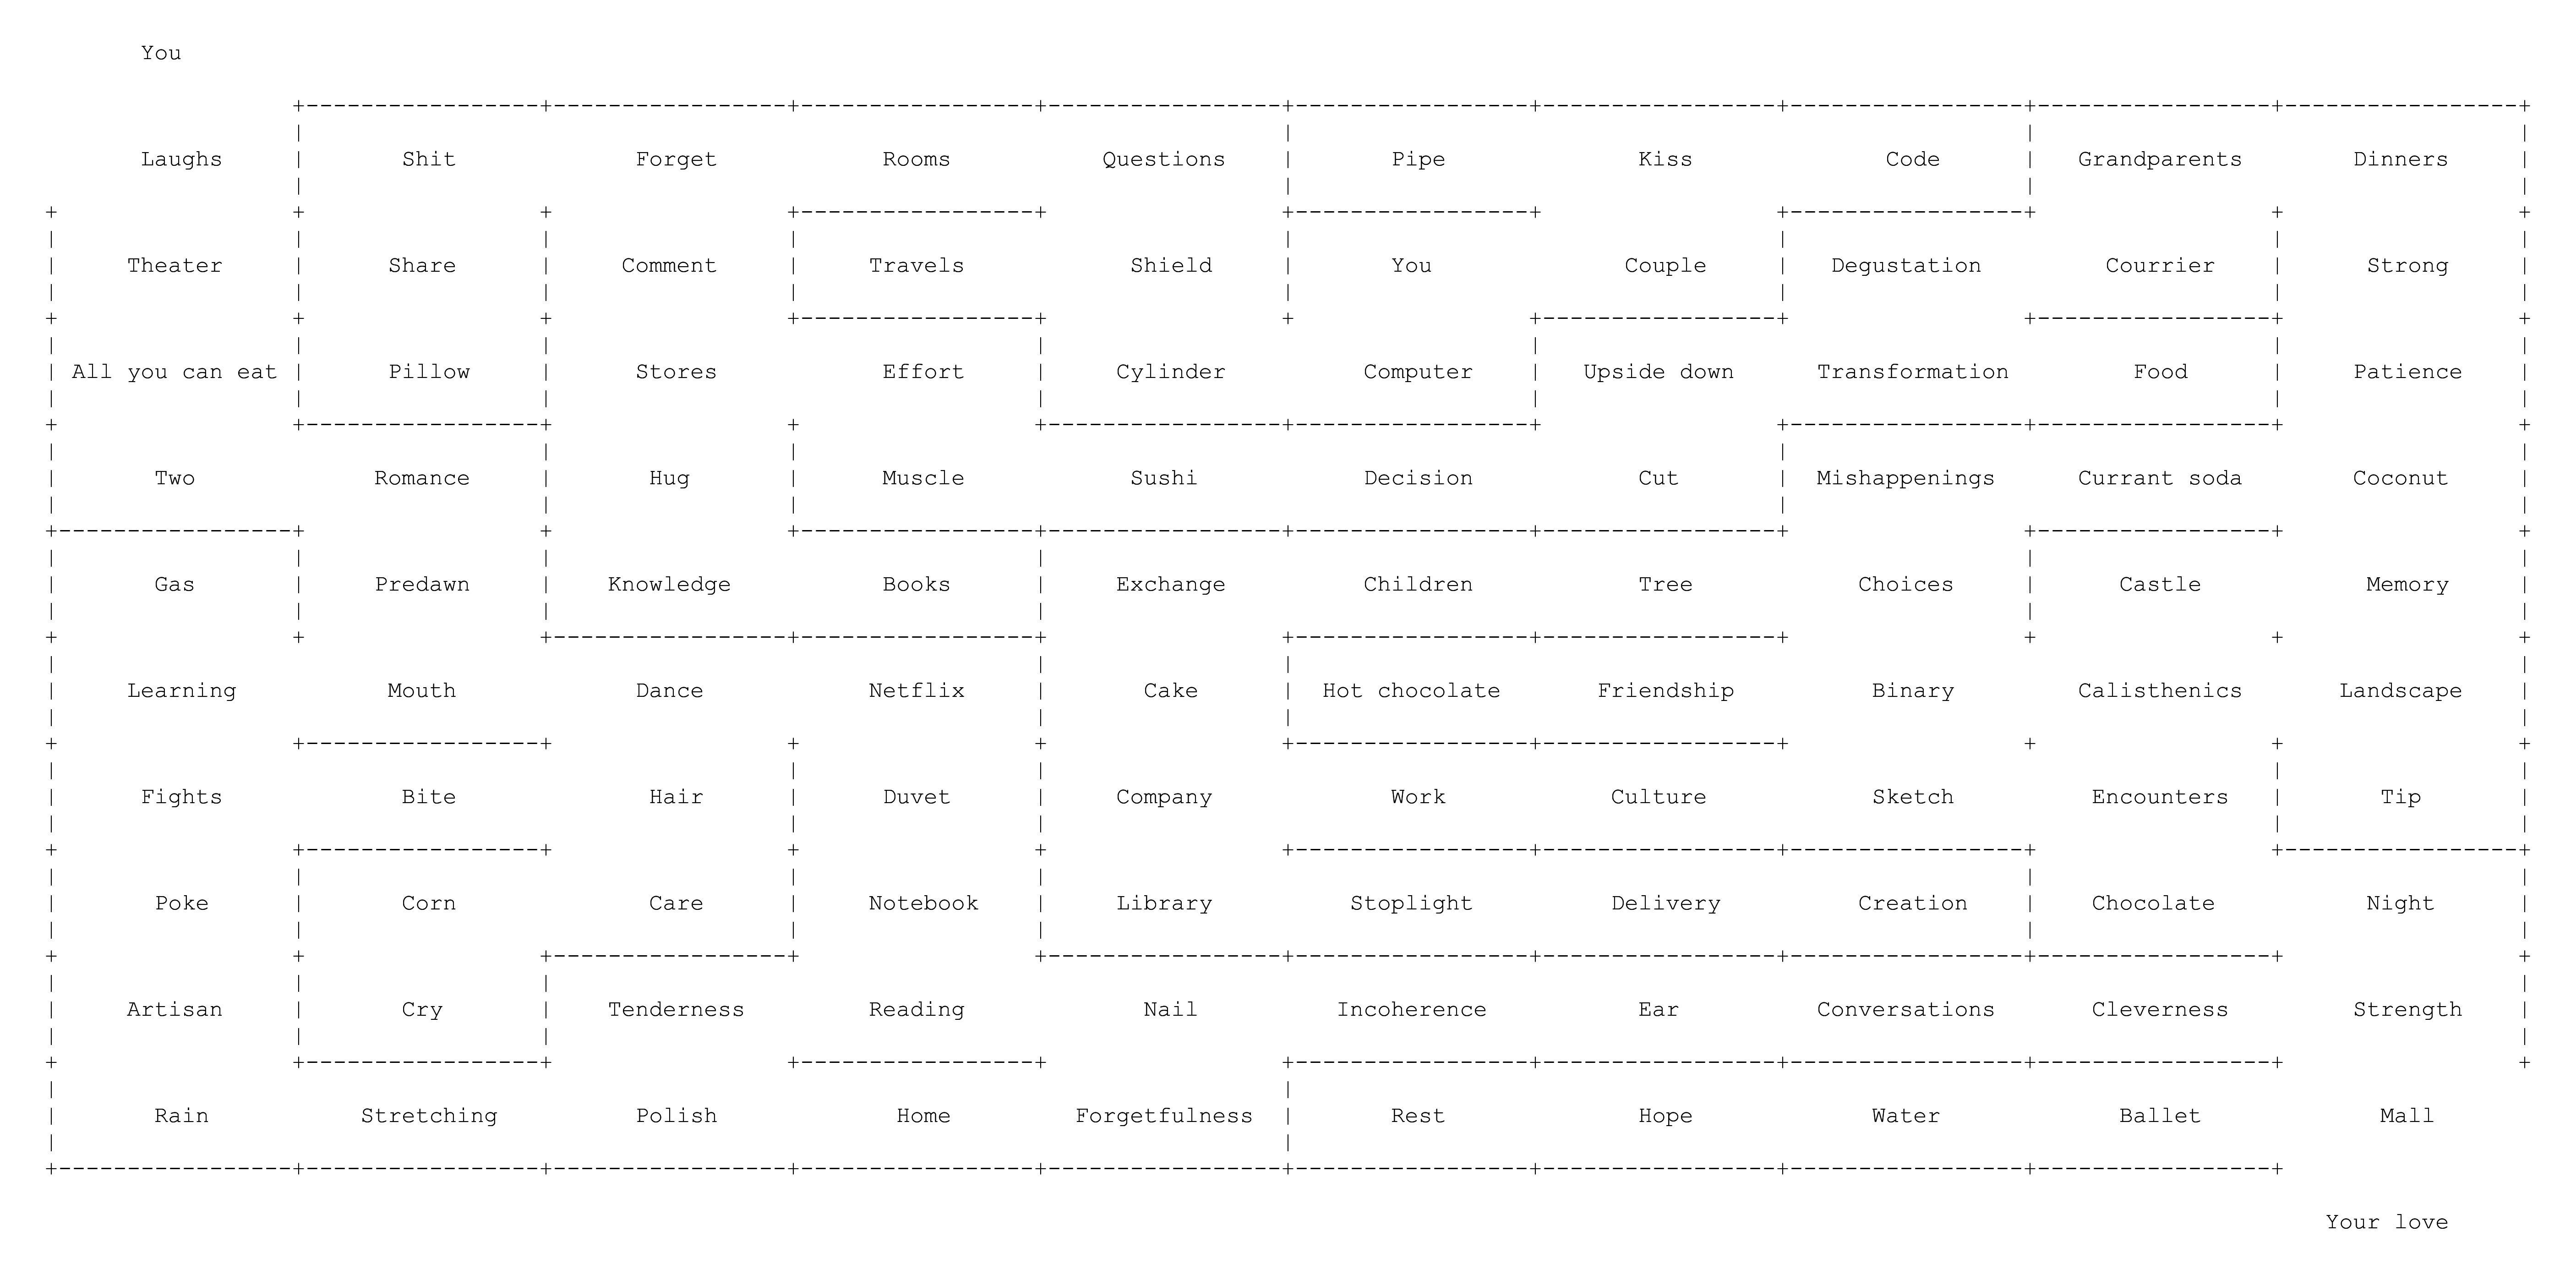 You
Laughs Shit Forget Rooms Questions Pipe Kiss Code Grandparents Dinners
Theater Share Comment Travels Shield You Couple Degustation Courrier Strong
All you can eat Pillow Stores Effort Cylinder Computer Upside down Transformation Food Patience
Two Romance Hug Muscle Sushi Decision Cut Mishappenings Currant soda Coconut
Gas Predawn Knowledge Books Exchange Children Tree Choices Castle Memory
Learning Mouth Dance Netflix Cake Hot chocolate Friendship Binary Calisthenics Landscape
Fights Bite Hair Duvet Company Work Culture Sketch Encounters Tip
Poke Corn Care Notebook Library Stoplight Delivery Creation Chocolate Night
Artisan Cry Tenderness Reading Nail Incoherence Ear Conversations Cleverness Strength
Rain Stretching Polish Home Forgetfulness Rest Hope Water Ballet Mall
Your love